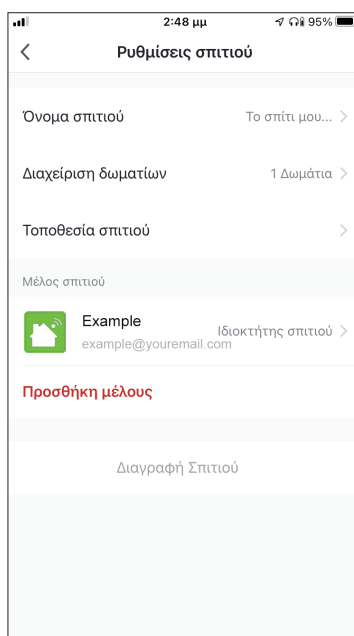 2:48 μμ 95%
Ρυθμίσεις σπιτιού
Όνομα σπιτιού Το σπίτι μου...
Διαχείριση δωματίων 1 Δωμάτια
Τοποθεσία σπιτιού
Μέλος σπιτιού
Example
Ιδιοκτήτης σπιτιού
example@youremail.com
Προσθήκη μέλους
Διαγραφή Σπιτιού